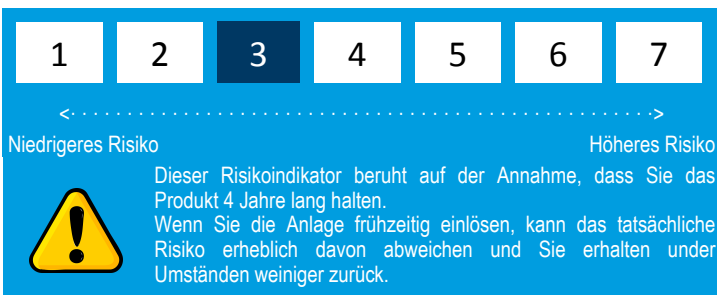 1 2 3 4 5 6 7
<· · · · · · · · · · · · · · · · · · · · · · · · · · · · · · · · · · · · · · · · · · · · · · · · · · · ·>
Niedrigeres Risiko Höheres Risiko
Dieser Risikoindikator beruht auf der Annahme, dass Sie das
Produkt 4 Jahre lang halten.
Wenn Sie die Anlage frühzeitig einlösen, kann das tatsächliche
Risiko erheblich davon abweichen und Sie erhalten under
Umständen weiniger zurück.